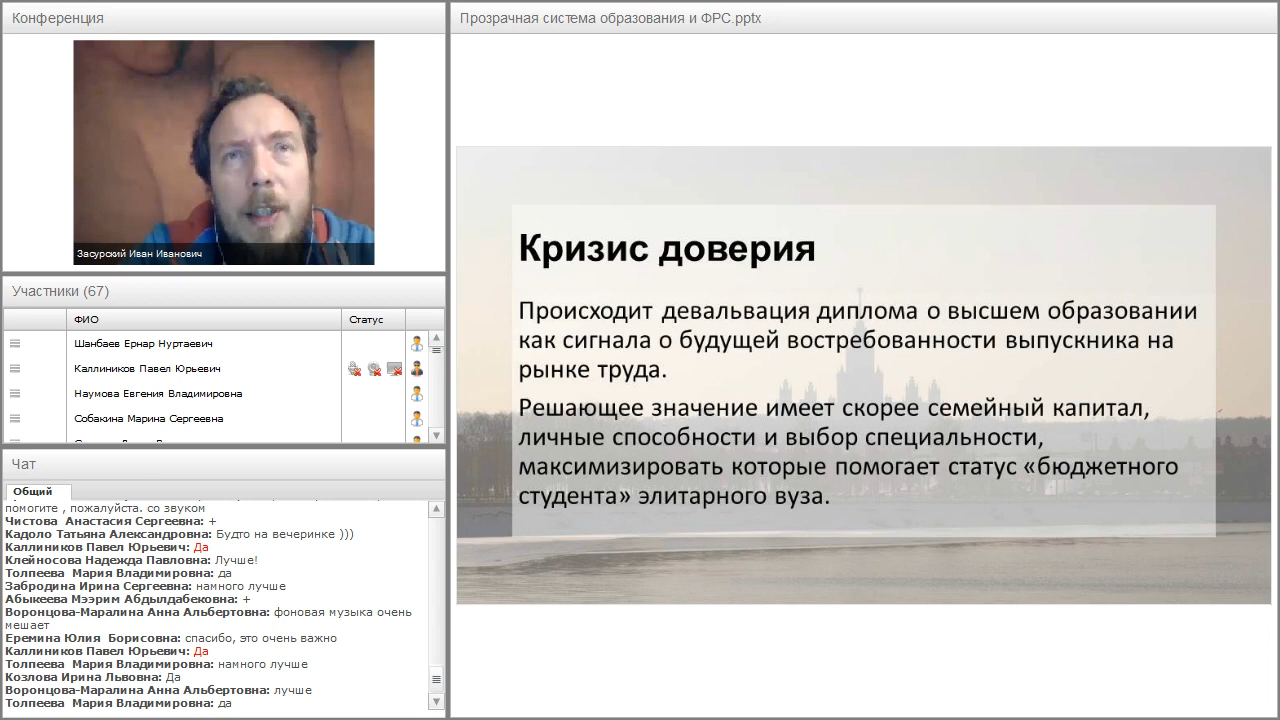 Конференция
Засурский Иван Иванович
Участники (67)
ФИО
Статус
Шанбаев Ернар Нуртаевич
Каллиников Павел Юрьевич
Наумова Евгения Владимировна
Собакина Марина Сергеевна
Чат
Общий
помогите , пожалуйста. со звуком
Чистова Анастасия Сергеевна: +
Кадоло Татьяна Александровна: Будто на вечеринке )))
Каллиников Павел Юрьевич: Да
Клейносова Надежда Павловна: Лучше!
Толпеева Мария Владимировна: да
Забродина Ирина Сергеевна: намного лучше
Абыкеева Мээрим Абдылдабековна: +
Воронцова-Маралина Анна Альбертовна: фоновая музыка очень
мешает
Еремина Юлия Борисовна: спасибо, это очень важно
Каллиников Павел Юрьевич: Да
Толпеева Мария Владимировна: намного лучше
Козлова Ирина Львовна: Да
Воронцова-Маралина Анна Альбертовна: лучше
Толпеева Мария Владимировна: да
Прозрачная система образования и ФРС.pptx
Кризис доверия
Происходит девальвация диплома о высшем образовании
как сигнала о будущей востребованности выпускника на
рынке труда.
Решающее значение имеет скорее семейный капитал,
личные способности и выбор специальности,
максимизировать которые помогает статус «бюджетного
студента» элитарного вуза.